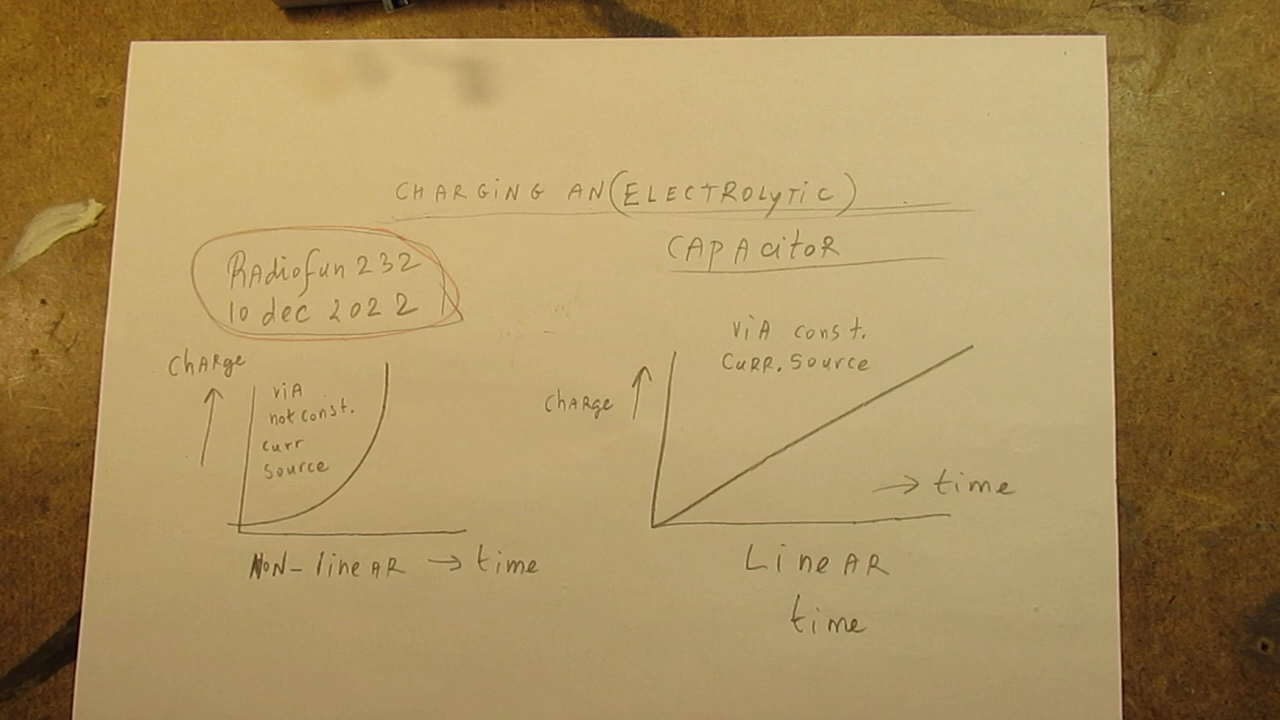 CHARGING AN (ELECTROLYTIC)
CAPACITOR
Radiofun 232
10 dec 2022
Charge
via
not const.
curr
source
Non-linear → time
via const.
Curr. Source
Charge
→ time
Linear
time